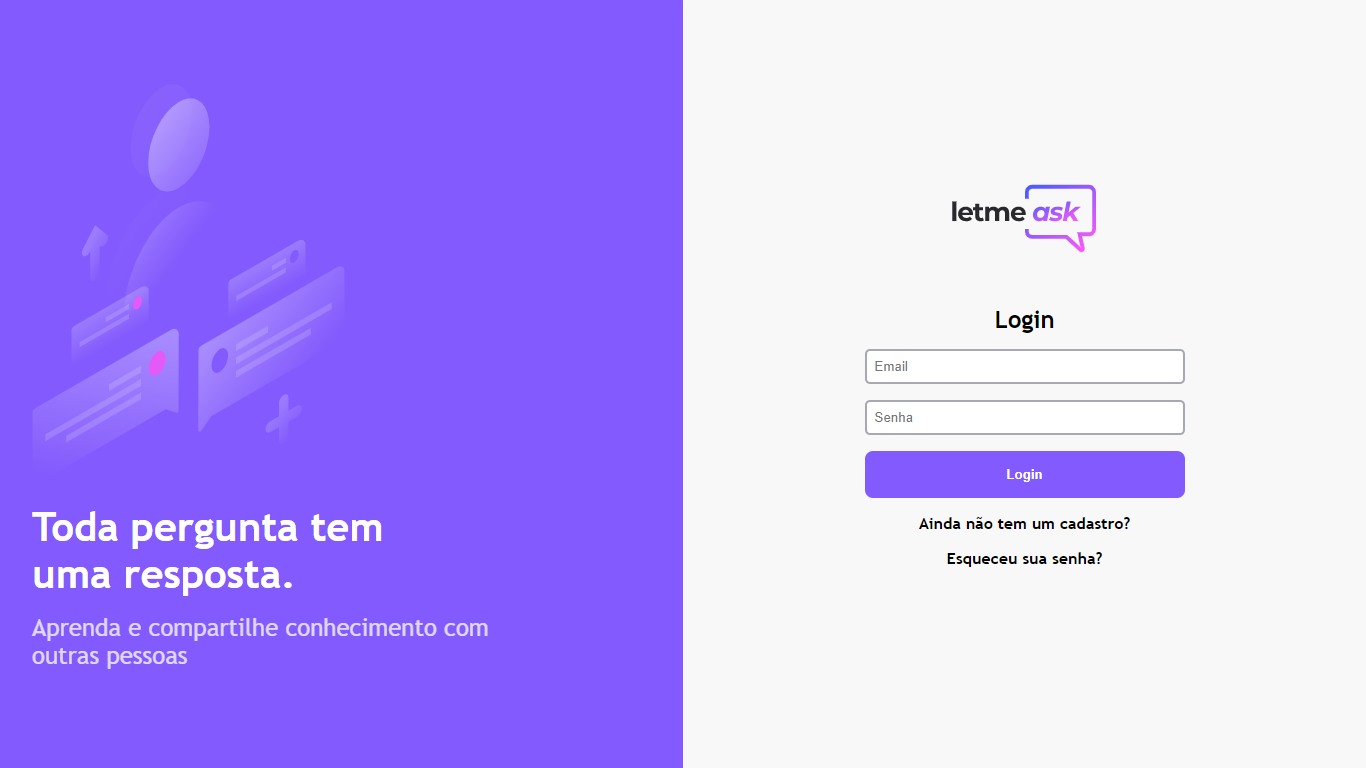 Toda pergunta tem
uma resposta.
Aprenda e compartilhe conhecimento com
outras pessoas
letme ask
Login
Email
Senha
Login
Ainda não tem um cadastro?
Esqueceu sua senha?